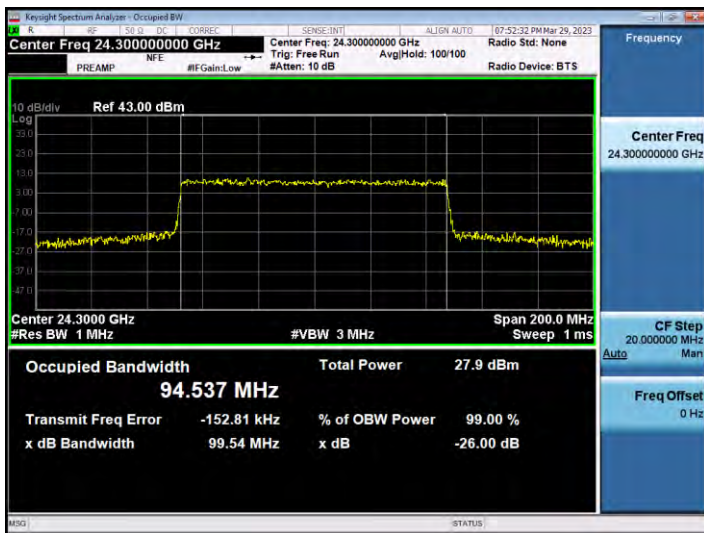 Keysight Spectrum Analyzer - Occupied BW
R RF 50 Ω DC CORREC SENSE:INT ALIGN AUTO 07:52:32 PM Mar 29, 2023
Center Freq 24.300000000 GHz Center Freq: 24.300000000 GHz Radio Std: None Frequency
NFE Trig: Free Run Avg|Hold: 100/100
PREAMP #IFGain:Low #Atten: 10 dB Radio Device: BTS
10 dB/div Ref 43.00 dBm
Log
33.0
23.0
13.0
3.00
-7.00
-17.0
-27.0
-37.0
-47.0
Center 24.3000 GHz Span 200.0 MHz
#Res BW 1 MHz #VBW 3 MHz Sweep 1 ms
Occupied Bandwidth Total Power 27.9 dBm
94.537 MHz
Transmit Freq Error -152.81 kHz % of OBW Power 99.00 %
x dB Bandwidth 99.54 MHz x dB -26.00 dB
Center Freq
24.300000000 GHz
CF Step
20.000000 MHz
Auto Man
Freq Offset
0 Hz
MSG STATUS